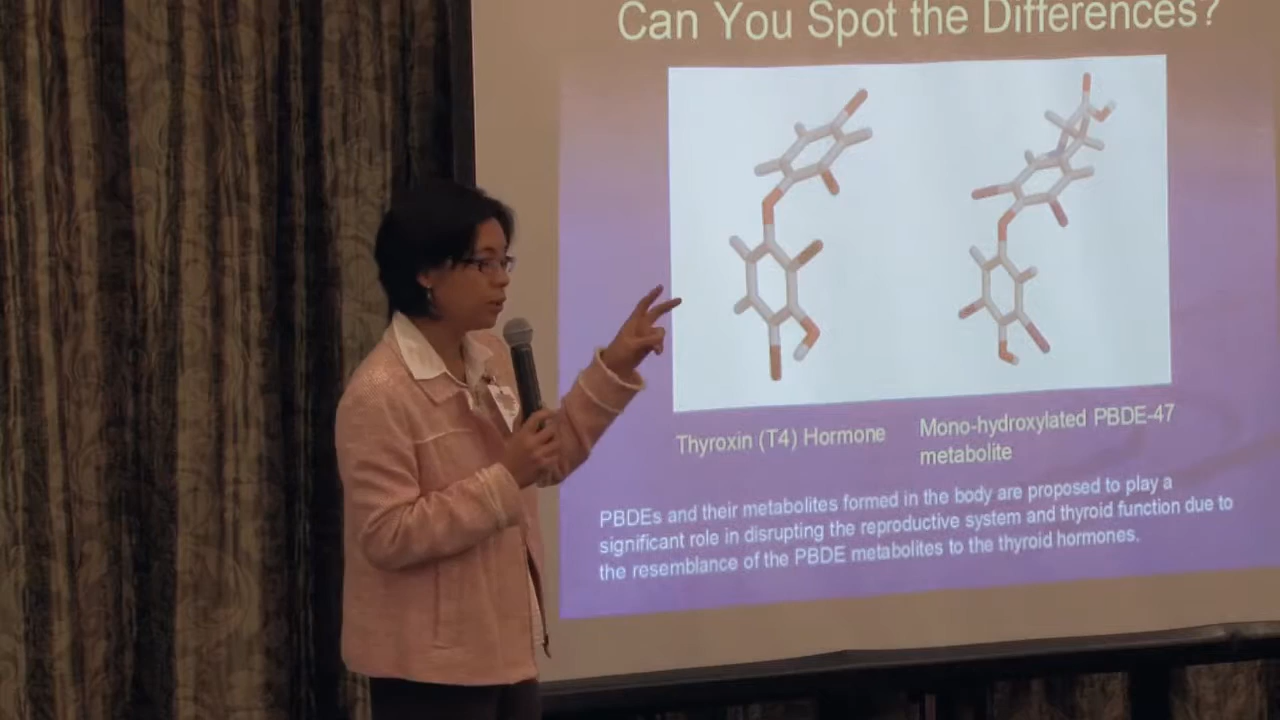 Can You Spot the Differences?
Thyroxin (T4) Hormone
Mono-hydroxylated PBDE-47
metabolite
PBDEs and their metabolites formed in the body are proposed to play a
significant role in disrupting the reproductive system and thyroid function due to
the resemblance of the PBDE metabolites to the thyroid hormones.